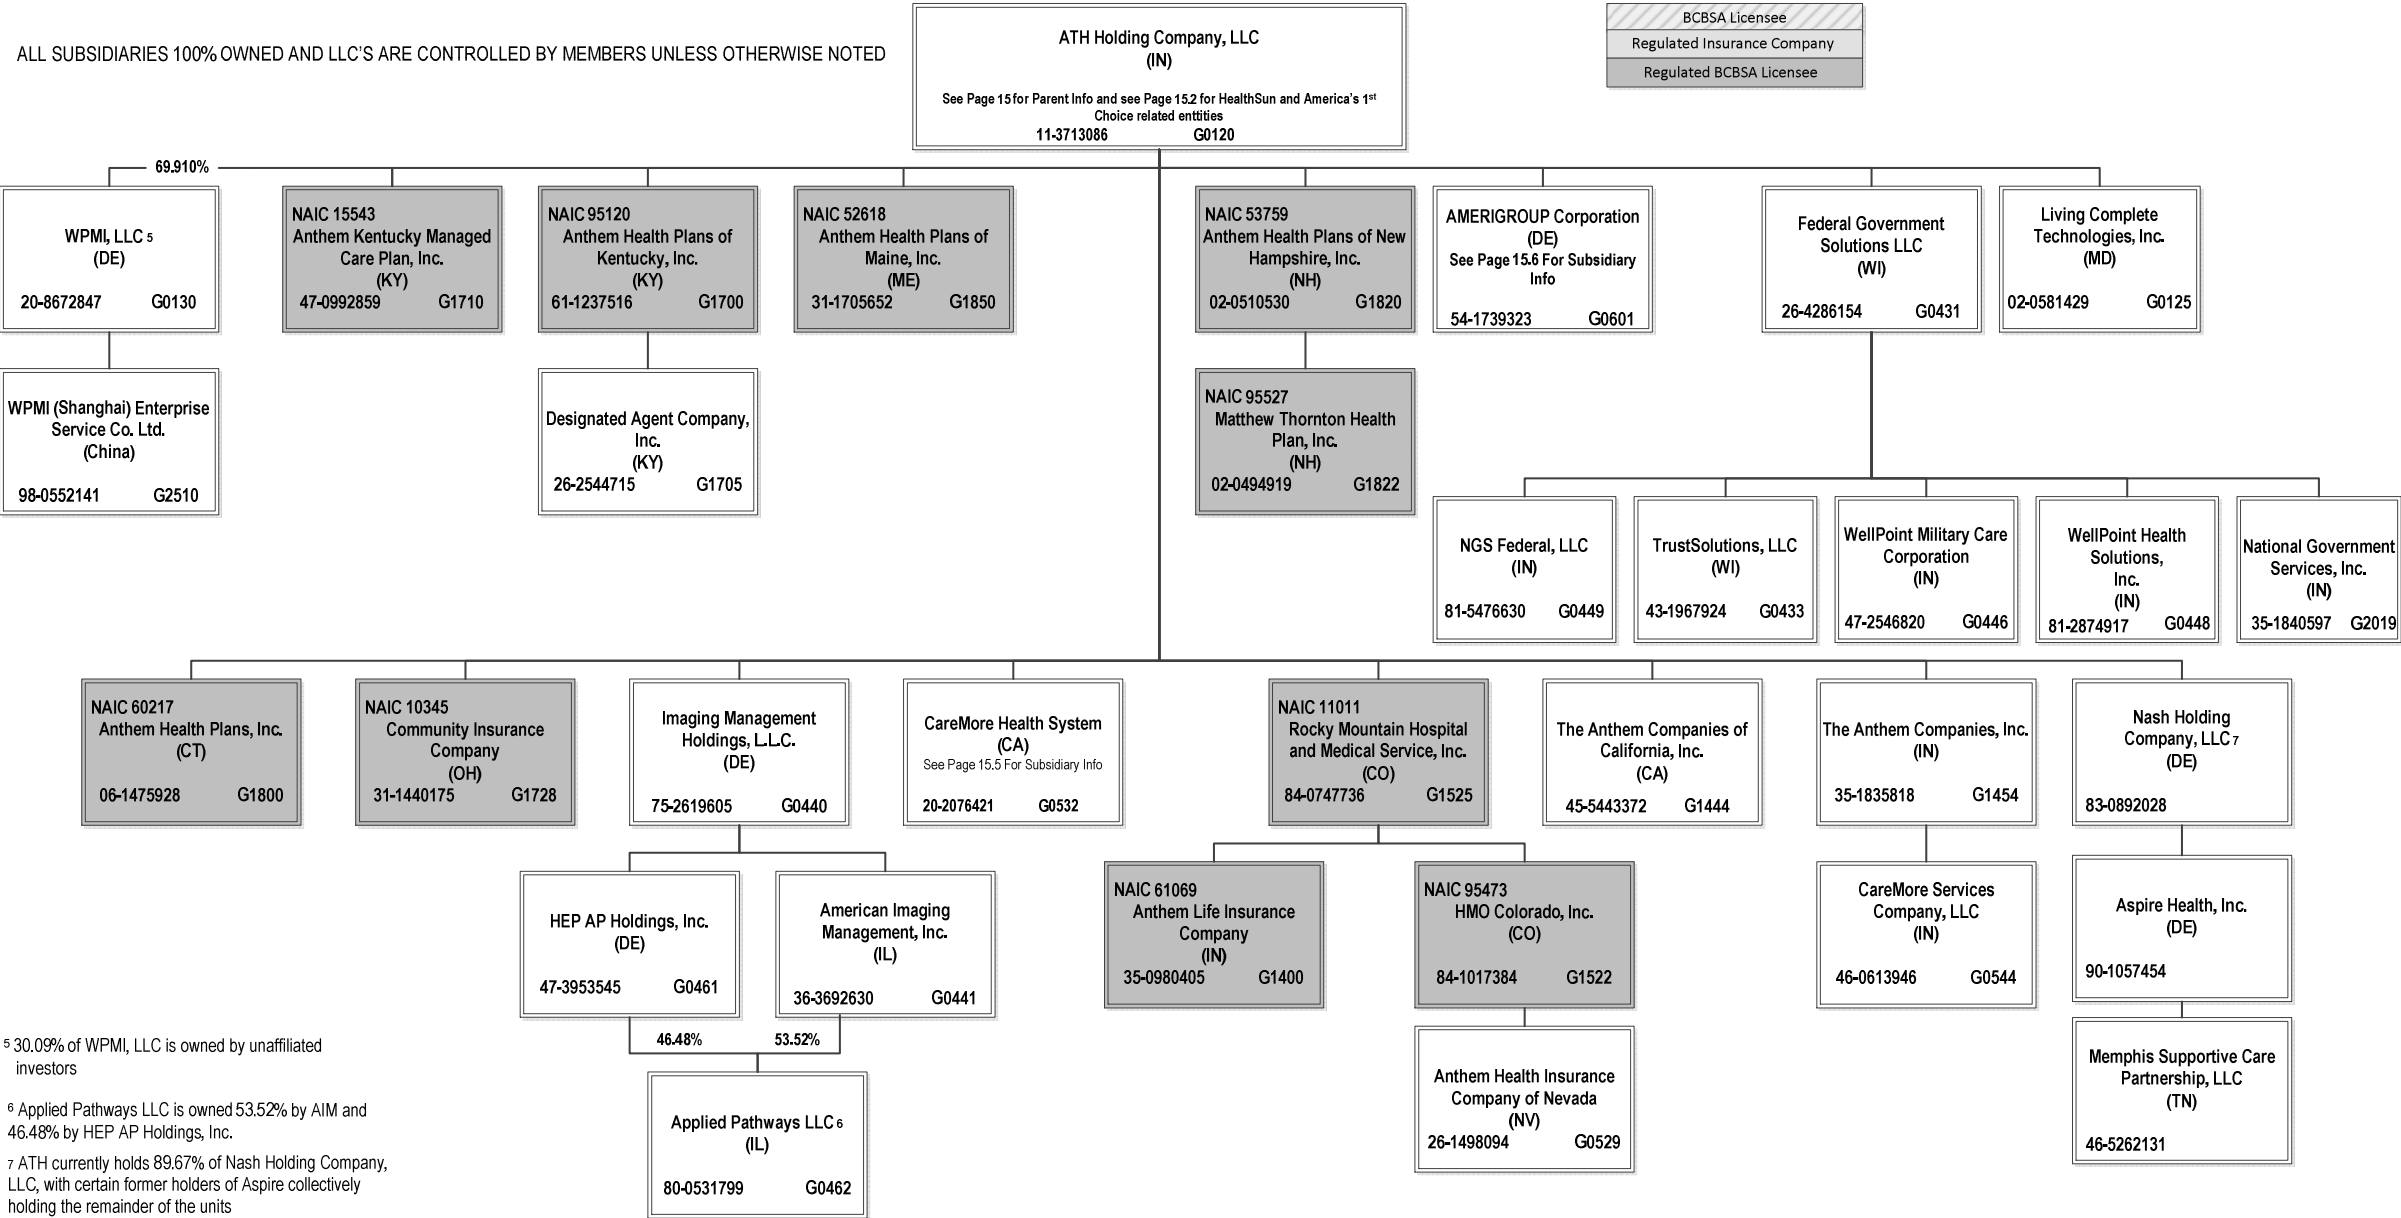 ALL SUBSIDIARIES 100% OWNED AND LLC'S ARE CONTROLLED BY MEMBERS UNLESS OTHERWISE NOTED
ATH Holding Company, LLC
(IN)
See Page 15 for Parent Info and see Page 15.2 for HealthSun and America's 1st
Choice related enttities
11-3713086 G0120
BCBSA Licensee
Regulated Insurance Company
Regulated BCBSA Licensee
69.910%
WPMI, LLC 5
(DE)
20-8672847 G0130
NAIC 15543
Anthem Kentucky Managed
Care Plan, Inc.
(KY)
47-0992859 G1710
NAIC 95120
Anthem Health Plans of
Kentucky, Inc.
(KY)
61-1237516 G1700
NAIC 52618
Anthem Health Plans of
Maine, Inc.
(ME)
31-1705652 G1850
NAIC 53759
Anthem Health Plans of New
Hampshire, Inc.
(NH)
02-0510530 G1820
AMERIGROUP Corporation
(DE)
See Page 15.6 For Subsidiary
Info
54-1739323 G0601
Federal Government
Solutions LLC
(WI)
26-4286154 G0431
Living Complete
Technologies, Inc.
(MD)
02-0581429 G0125
WPMI (Shanghai) Enterprise
Service Co. Ltd.
(China)
98-0552141 G2510
Designated Agent Company,
Inc.
(KY)
26-2544715 G1705
NAIC 95527
Matthew Thornton Health
Plan, Inc.
(NH)
02-0494919 G1822
NGS Federal, LLC
(IN)
81-5476630 G0449
TrustSolutions, LLC
(WI)
43-1967924 G0433
WellPoint Military Care
Corporation
(IN)
47-2546820 G0446
WellPoint Health
Solutions,
Inc.
(IN)
81-2874917 G0448
National Government
Services, Inc.
(IN)
35-1840597 G2019
NAIC 60217
Anthem Health Plans, Inc.
(CT)
06-1475928 G1800
NAIC 10345
Community Insurance
Company
(OH)
31-1440175 G1728
Imaging Management
Holdings, L.L.C.
(DE)
75-2619605 G0440
CareMore Health System
(CA)
See Page 15.5 For Subsidiary Info
20-2076421 G0532
NAIC 11011
Rocky Mountain Hospital
and Medical Service, Inc.
(CO)
84-0747736 G1525
The Anthem Companies of
California, Inc.
(CA)
45-5443372 G1444
The Anthem Companies, Inc.
(IN)
35-1835818 G1454
Nash Holding
Company, LLC 7
(DE)
83-0892028
HEP AP Holdings, Inc.
(DE)
47-3953545 G0461
American Imaging
Management, Inc.
(IL)
36-3692630 G0441
NAIC 61069
Anthem Life Insurance
Company
(IN)
35-0980405 G1400
NAIC 95473
HMO Colorado, Inc.
(CO)
84-1017384 G1522
CareMore Services
Company, LLC
(IN)
46-0613946 G0544
Aspire Health, Inc.
(DE)
90-1057454
46.48% 53.52%
Applied Pathways LLC 6
(IL)
80-0531799 G0462
Anthem Health Insurance
Company of Nevada
(NV)
26-1498094 G0529
Memphis Supportive Care
Partnership, LLC
(TN)
46-5262131
5 30.09% of WPMI, LLC is owned by unaffiliated
investors
6 Applied Pathways LLC is owned 53.52% by AIM and
46.48% by HEP AP Holdings, Inc.
7 ATH currently holds 89.67% of Nash Holding Company,
LLC, with certain former holders of Aspire collectively
holding the remainder of the units